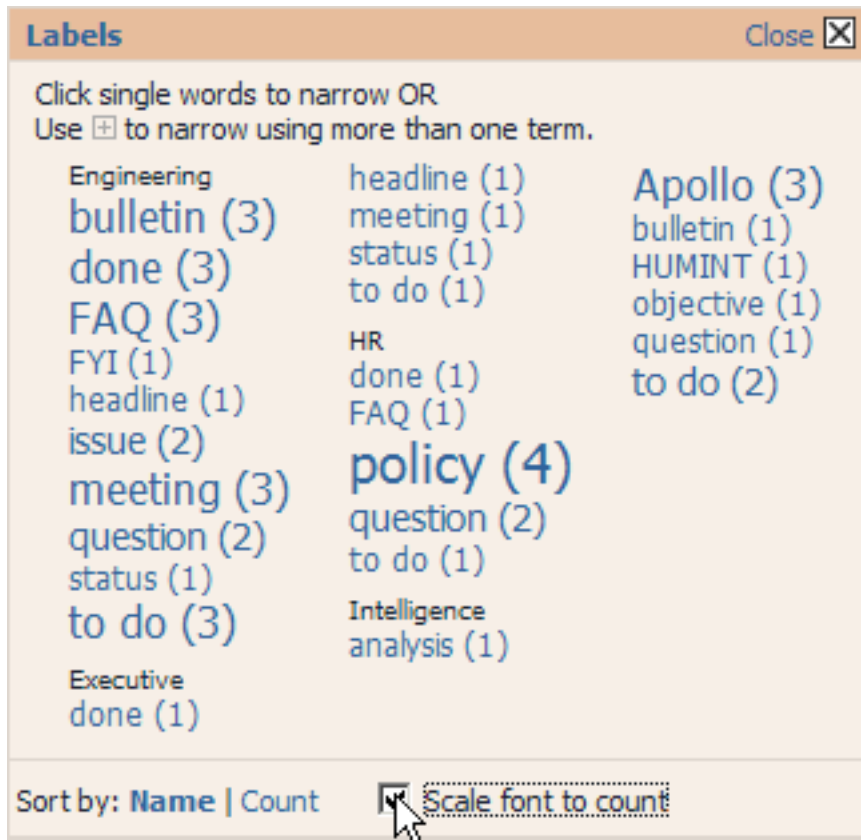 Labels
Close
Click single words to narrow OR
Use + to narrow using more than one term.
Engineering
bulletin (3)
done (3)
FAQ (3)
FYI (1)
headline (1)
issue (2)
meeting (3)
question (2)
status (1)
to do (3)
Executive
done (1)
headline (1)
meeting (1)
status (1)
to do (1)
HR
done (1)
FAQ (1)
policy (4)
question (2)
to do (1)
Intelligence
analysis (1)
Apollo (3)
bulletin (1)
HUMINT (1)
objective (1)
question (1)
to do (2)
Sort by: Name | Count
Scale font to count